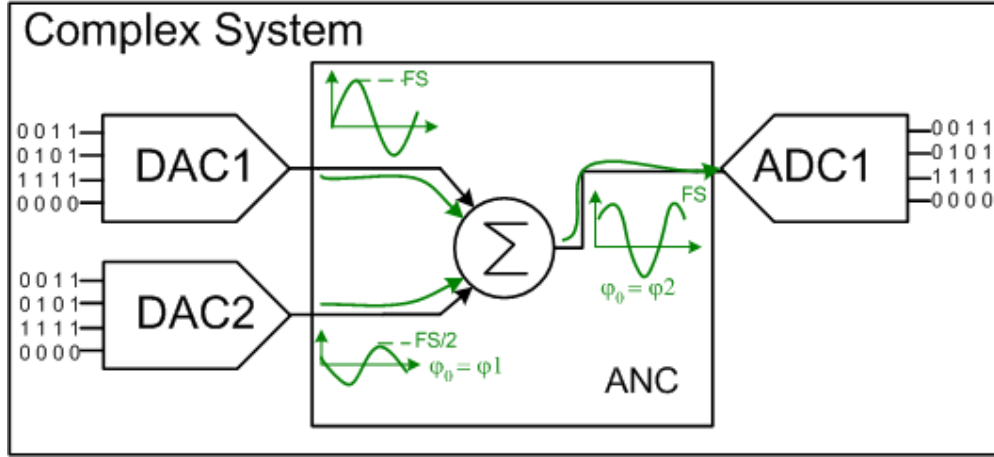 Complex System
FS
0 0 1 1
0 1 0 1
1 1 1 1
0 0 0 0
DAC1
Σ
FS
φ0 = φ2
ADC1
0 0 1 1
0 1 0 1
1 1 1 1
0 0 0 0
0 0 1 1
0 1 0 1
1 1 1 1
0 0 0 0
DAC2
FS/2
φ0 = φ1
ANC